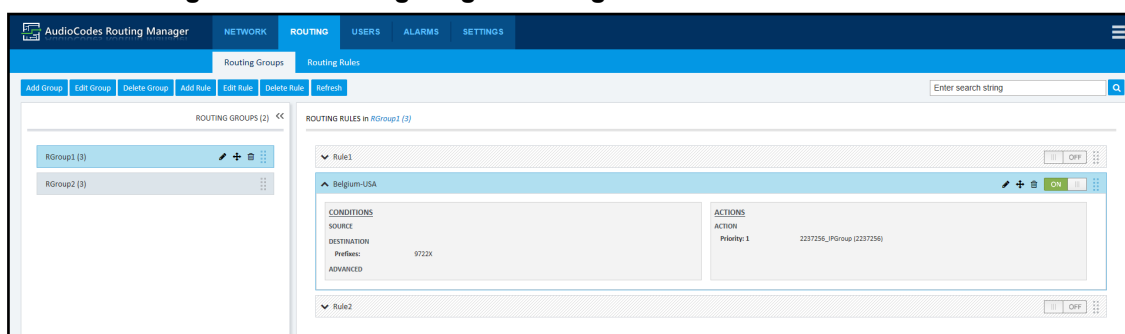 AudioCodes Routing Manager NETWORK ROUTING USERS ALARMS SETTINGS
Routing Groups Routing Rules
Add Group Edit Group Delete Group Add Rule Edit Rule Delete Rule Refresh Enter search string
ROUTING GROUPS (2) ROUTING RULES in RGroup1 (3)
RGroup1 (3)
RGroup2 (3)
Rule1 OFF
Belgium-USA ON
CONDITIONS
SOURCE
DESTINATION
Prefixes: 9722X
ADVANCED
ACTIONS
ACTION
Priority: 1 2237256_IPGroup (2237256)
Rule2 OFF